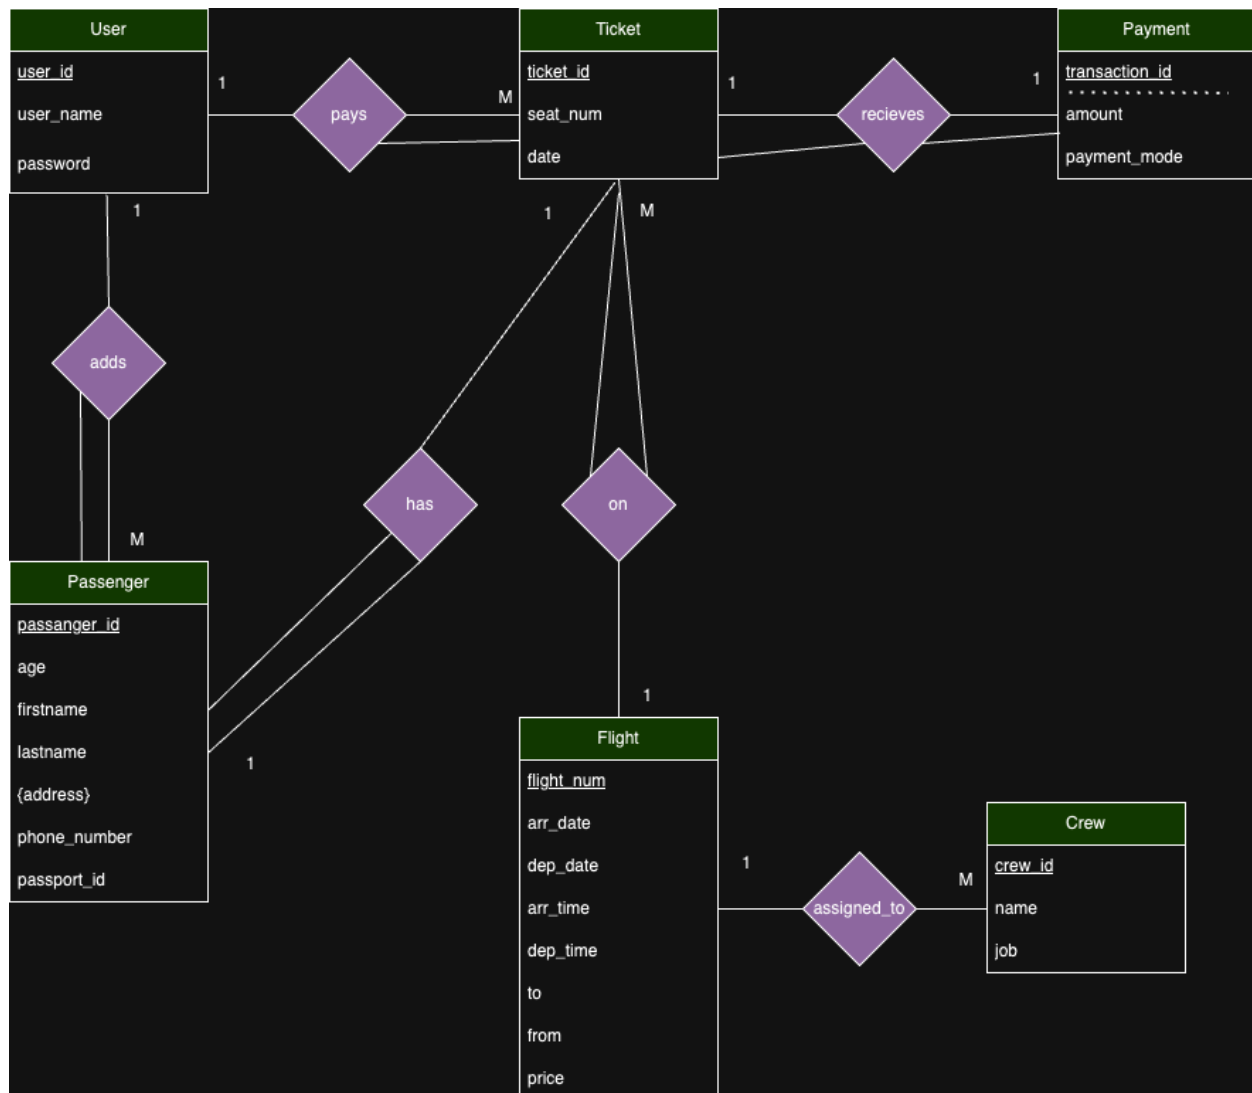 User
user_id
user_name
password
1
pays
M
Ticket
ticket_id
seat_num
date
1
recieves
1
Payment
transaction_id
amount
payment_mode
1
adds
M
1
M
has
on
1
1
Passenger
passanger_id
age
firstname
lastname
{address}
phone_number
passport_id
Flight
flight_num
arr_date
dep_date
arr_time
dep_time
to
from
price
1
assigned_to
M
Crew
crew_id
name
job